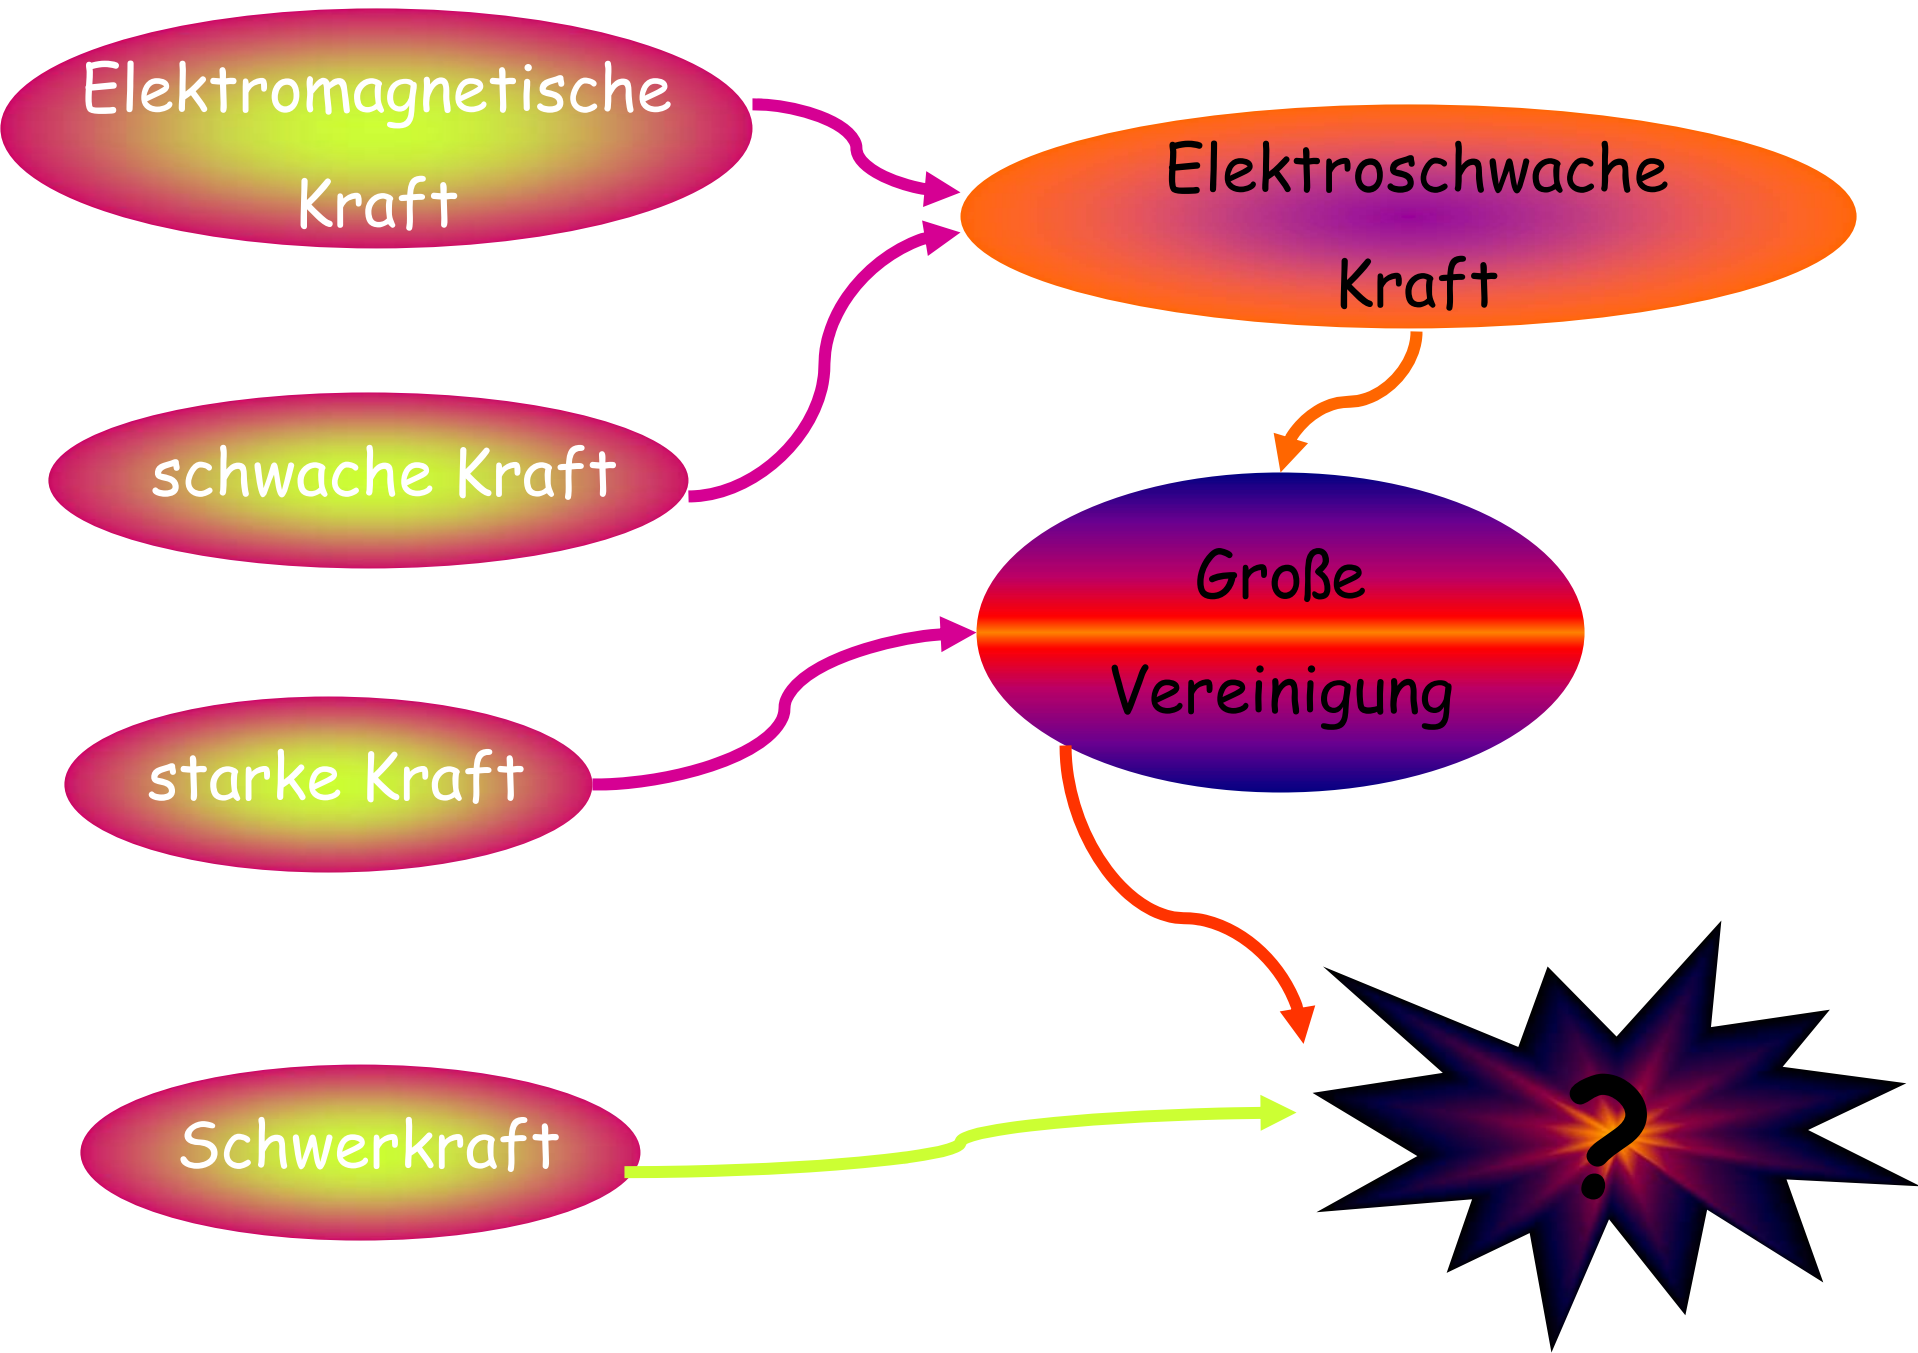 Elektromagnetische
Kraft
Elektroschwache
Kraft
schwache Kraft
Große
Vereinigung
starke Kraft
Schwerkraft
?